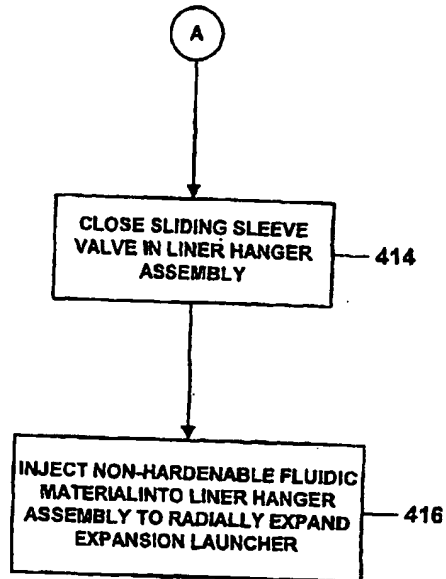 A
CLOSE SLIDING SLEEVE
VALVE IN LINER HANGER
ASSEMBLY
414
INJECT NON-HARDENABLE FLUIDIC
MATERIALINTO LINER HANGER
ASSEMBLY TO RADIALLY EXPAND
EXPANSION LAUNCHER
416